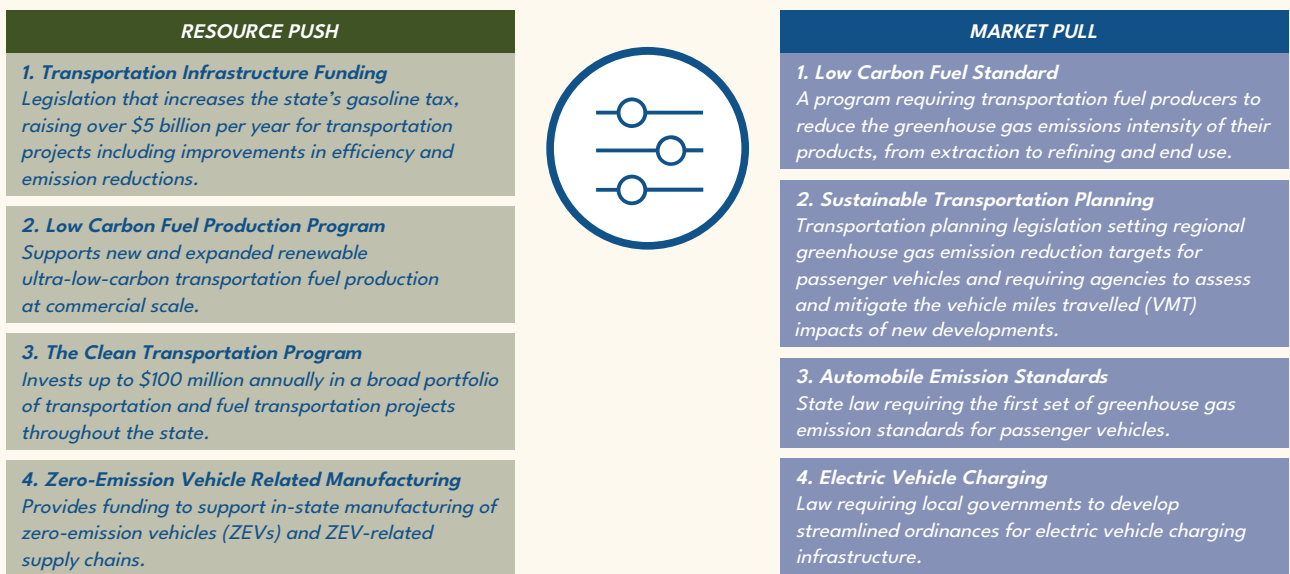 RESOURCE PUSH
1. Transportation Infrastructure Funding
Legislation that increases the state's gasoline tax,
raising over $5 billion per year for transportation
projects including improvements in efficiency and
emission reductions.
2. Low Carbon Fuel Production Program
Supports new and expanded renewable
ultra-low-carbon transportation fuel production
at commercial scale.
3. The Clean Transportation Program
Invests up to $100 million annually in a broad portfolio
of transportation and fuel transportation projects
throughout the state.
4. Zero-Emission Vehicle Related Manufacturing
Provides funding to support in-state manufacturing of
zero-emission vehicles (ZEVs) and ZEV-related
supply chains.
MARKET PULL
1. Low Carbon Fuel Standard
A program requiring transportation fuel producers to
reduce the greenhouse gas emissions intensity of their
products, from extraction to refining and end use.
2. Sustainable Transportation Planning
Transportation planning legislation setting regional
greenhouse gas emission reduction targets for
passenger vehicles and requiring agencies to assess
and mitigate the vehicle miles travelled (VMT)
impacts of new developments.
3. Automobile Emission Standards
State law requiring the first set of greenhouse gas
emission standards for passenger vehicles.
4. Electric Vehicle Charging
Law requiring local governments to develop
streamlined ordinances for electric vehicle charging
infrastructure.